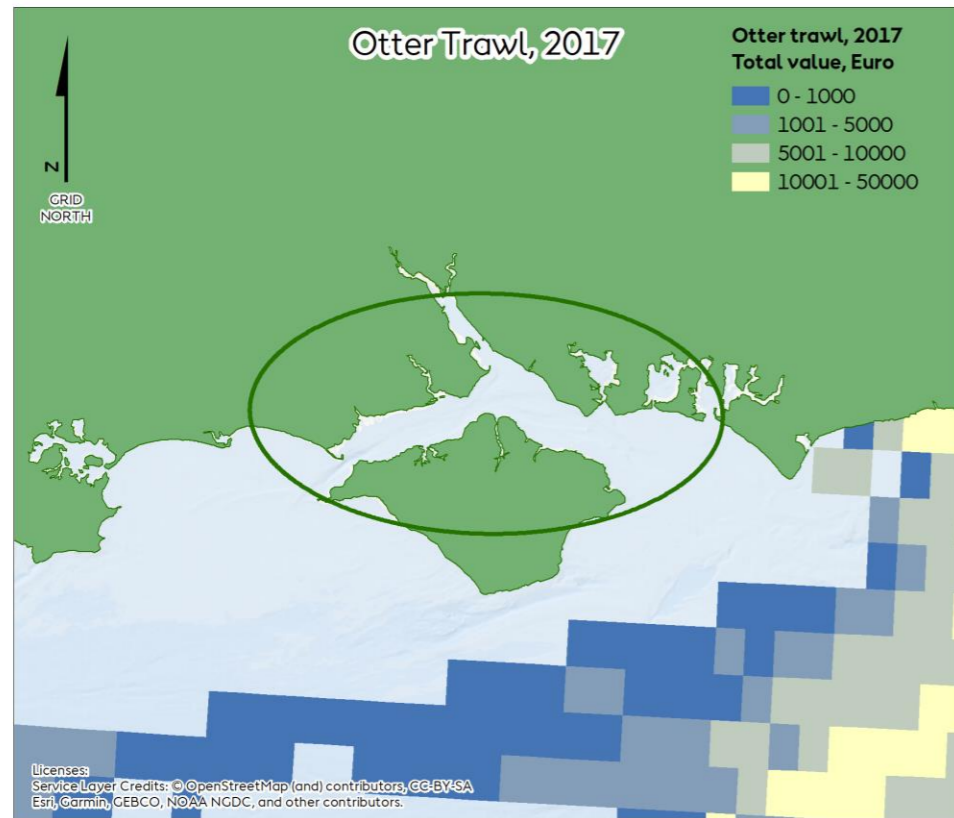 Otter Trawl, 2017
Otter trawl, 2017
Total value, Euro
0 - 1000
1001 - 5000
5001 - 10000
10001 - 50000
N
GRID
NORTH
Licenses:
Service Layer Credits: © OpenStreetMap (and) contributors, CC-BY-SA
Esri, Garmin, GEBCO, NOAA NGDC, and other contributors.